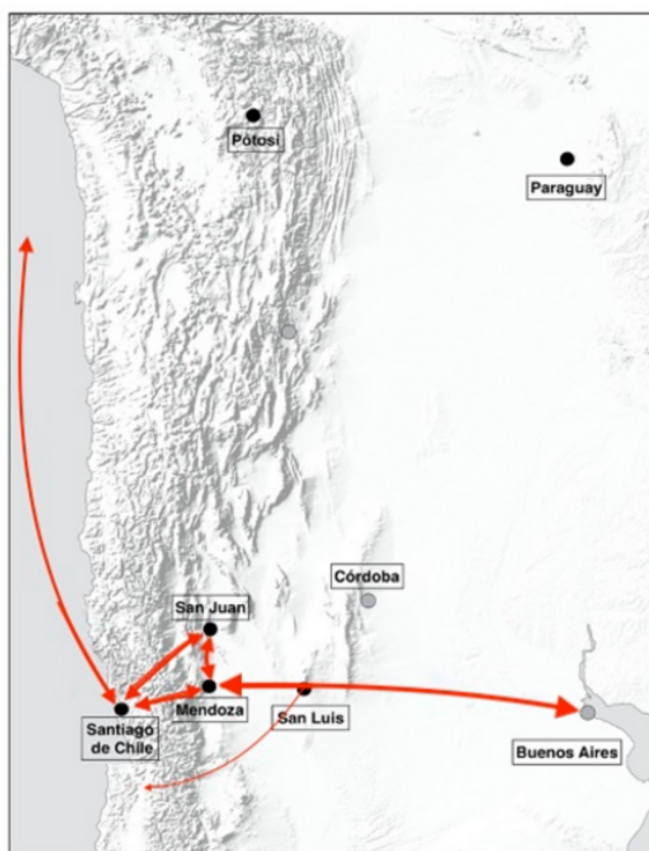 Pótosi
Paraguay
Córdoba
San Juan
Mendoza
San Luis
Santiago
de Chile
Buenos Aires